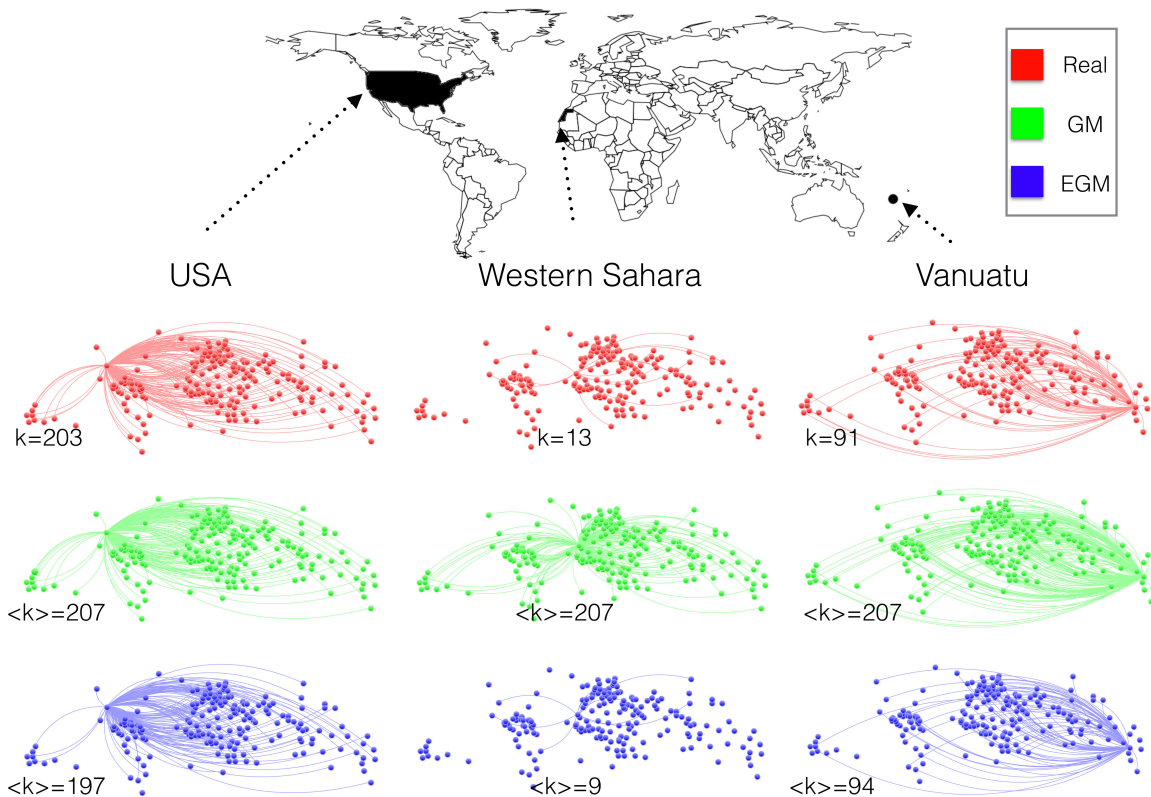 Real
GM
EGM
USA
Western Sahara
Vanuatu
k=203
k=13
k=91
<k>=207
<k>=207
<k>=207
<k>=197
<k>=9
<k>=94